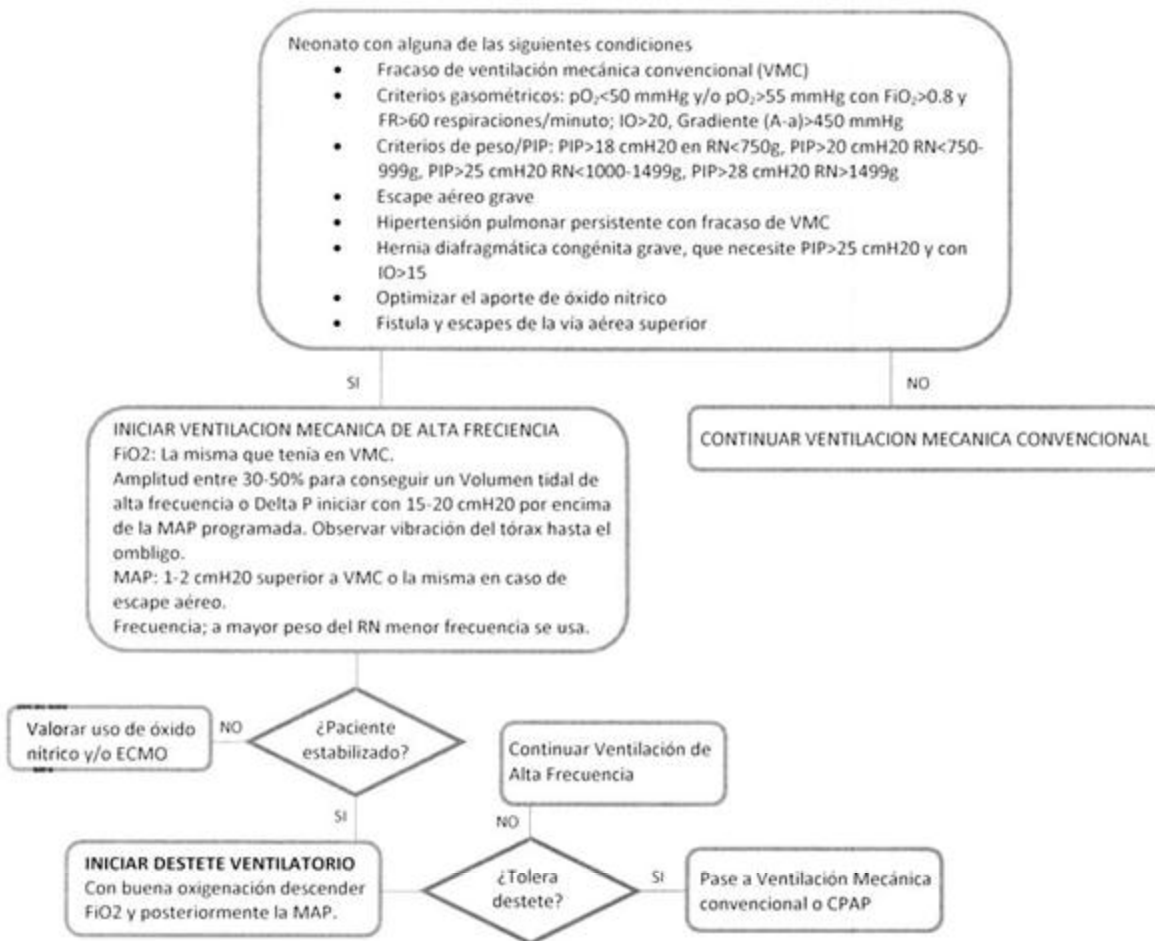 Neonato con alguna de las siguientes condiciones
• Fracaso de ventilación mecánica convencional (VMC)
• Criterios gasométricos: pO₂<50 mmHg y/o pO₂>55 mmHg con FiO₂>0.8 y
FR>60 respiraciones/minuto; IO>20, Gradiente (A-a)>450 mmHg
• Criterios de peso/PIP: PIP>18 cmH20 en RN<750g, PIP>20 cmH20 RN<750-
999g, PIP>25 cmH20 RN<1000-1499g, PIP>28 cmH20 RN>1499g
• Escape aéreo grave
• Hipertensión pulmonar persistente con fracaso de VMC
• Hernia diafragmática congénita grave, que necesite PIP>25 cmH20 y con
IO>15
• Optimizar el aporte de óxido nítrico
• Fistula y escapes de la vía aérea superior
SI
NO
INICIAR VENTILACION MECANICA DE ALTA FRECIENCIA
FiO2: La misma que tenía en VMC.
Amplitud entre 30-50% para conseguir un Volumen tidal de
alta frecuencia o Delta P iniciar con 15-20 cmH20 por encima
de la MAP programada. Observar vibración del tórax hasta el
ombligo.
MAP: 1-2 cmH20 superior a VMC o la misma en caso de
escape aéreo.
Frecuencia; a mayor peso del RN menor frecuencia se usa.
CONTINUAR VENTILACION MECANICA CONVENCIONAL
Valorar uso de óxido
nítrico y/o ECMO
NO
¿Paciente
estabilizado?
Continuar Ventilación de
Alta Frecuencia
SI
NO
INICIAR DESTETE VENTILATORIO
Con buena oxigenación descender
FiO2 y posteriormente la MAP.
¿Tolera
destete?
SI
Pase a Ventilación Mecánica
convencional o CPAP